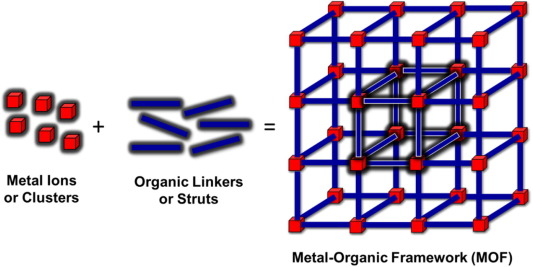 +
=
Metal Ions
or Clusters
Organic Linkers
or Struts
Metal-Organic Framework (MOF)